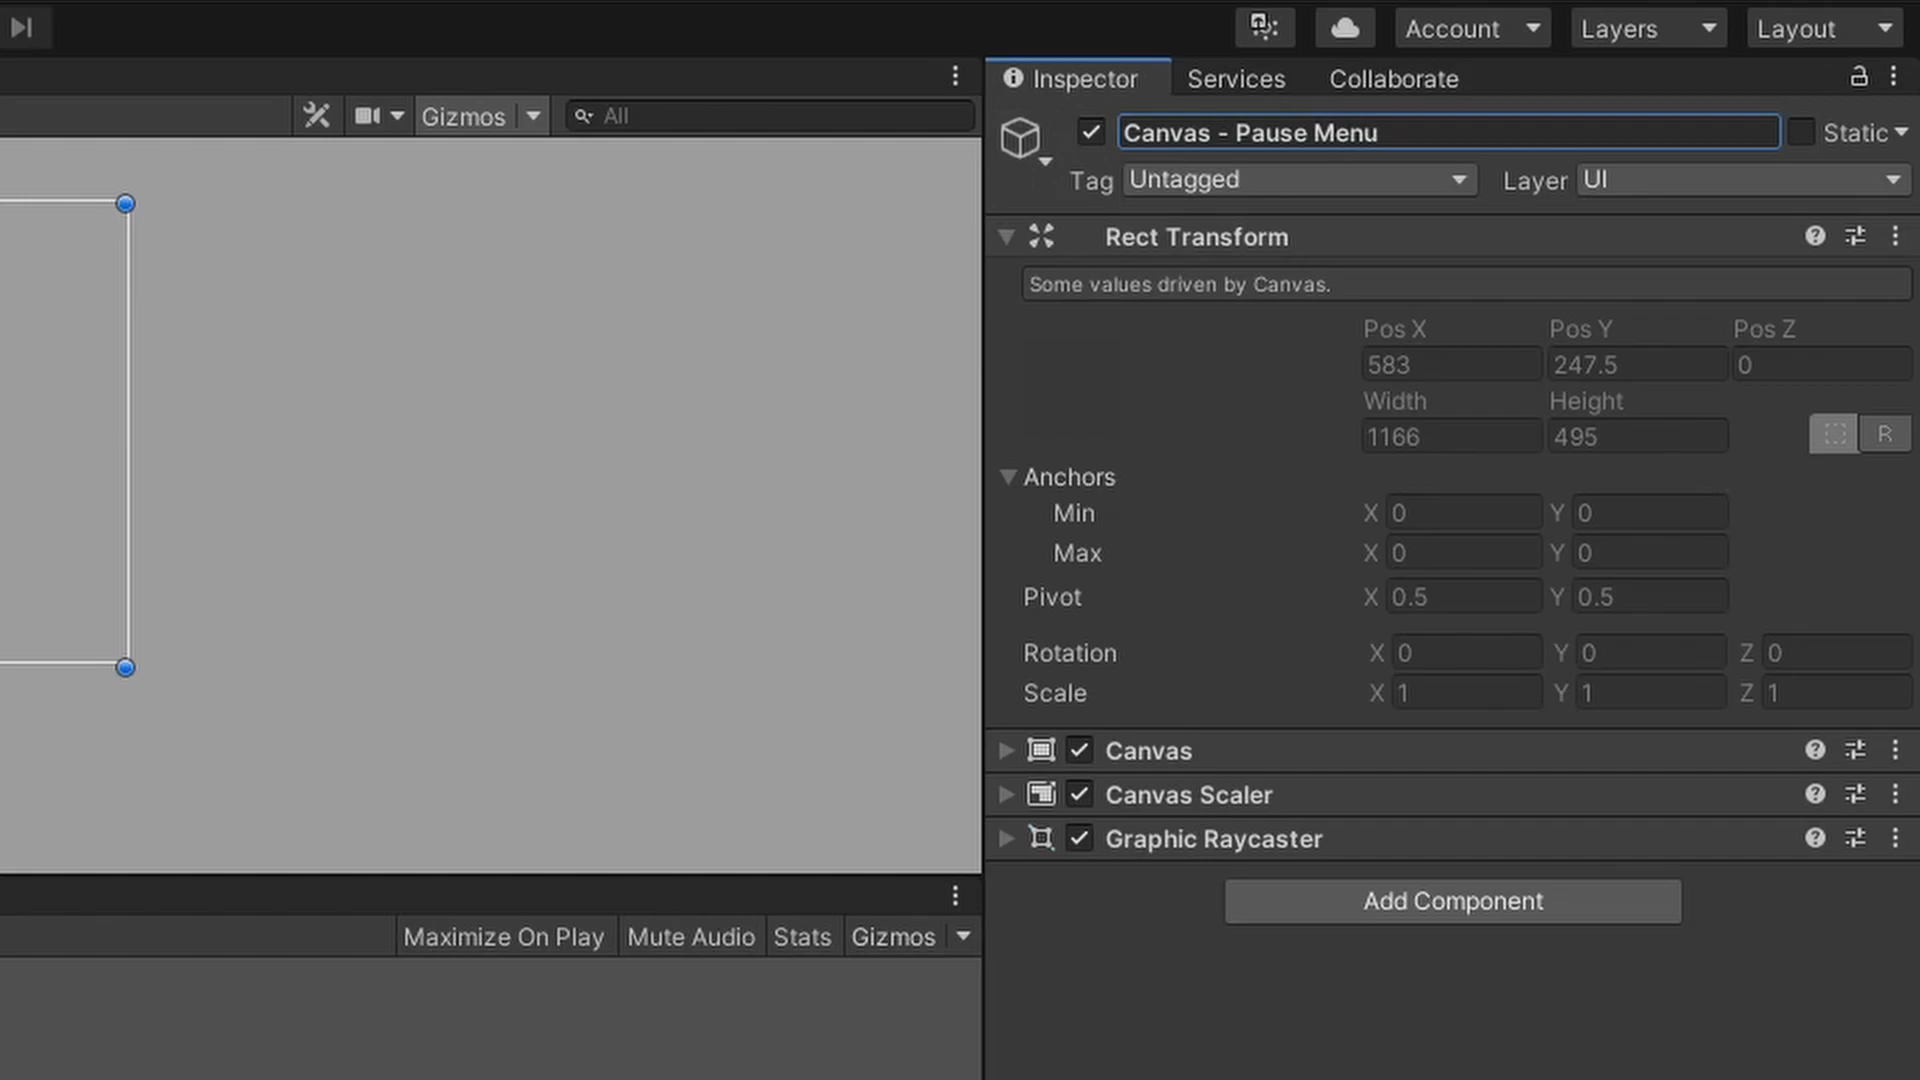 Account
Layers
Layout
Inspector
Services
Collaborate
Gizmos
All
Canvas - Pause Menu
Static
Tag
Untagged
Layer
UI
Rect Transform
Some values driven by Canvas.
Pos X
Pos Y
Pos Z
583
247.5
0
Width
Height
1166
495
R
Anchors
Min
X 0
Y 0
Max
X 0
Y 0
Pivot
X 0.5
Y 0.5
Rotation
X 0
Y 0
Z 0
Scale
X 1
Y 1
Z 1
Canvas
Canvas Scaler
Graphic Raycaster
Add Component
Maximize On Play
Mute Audio
Stats
Gizmos